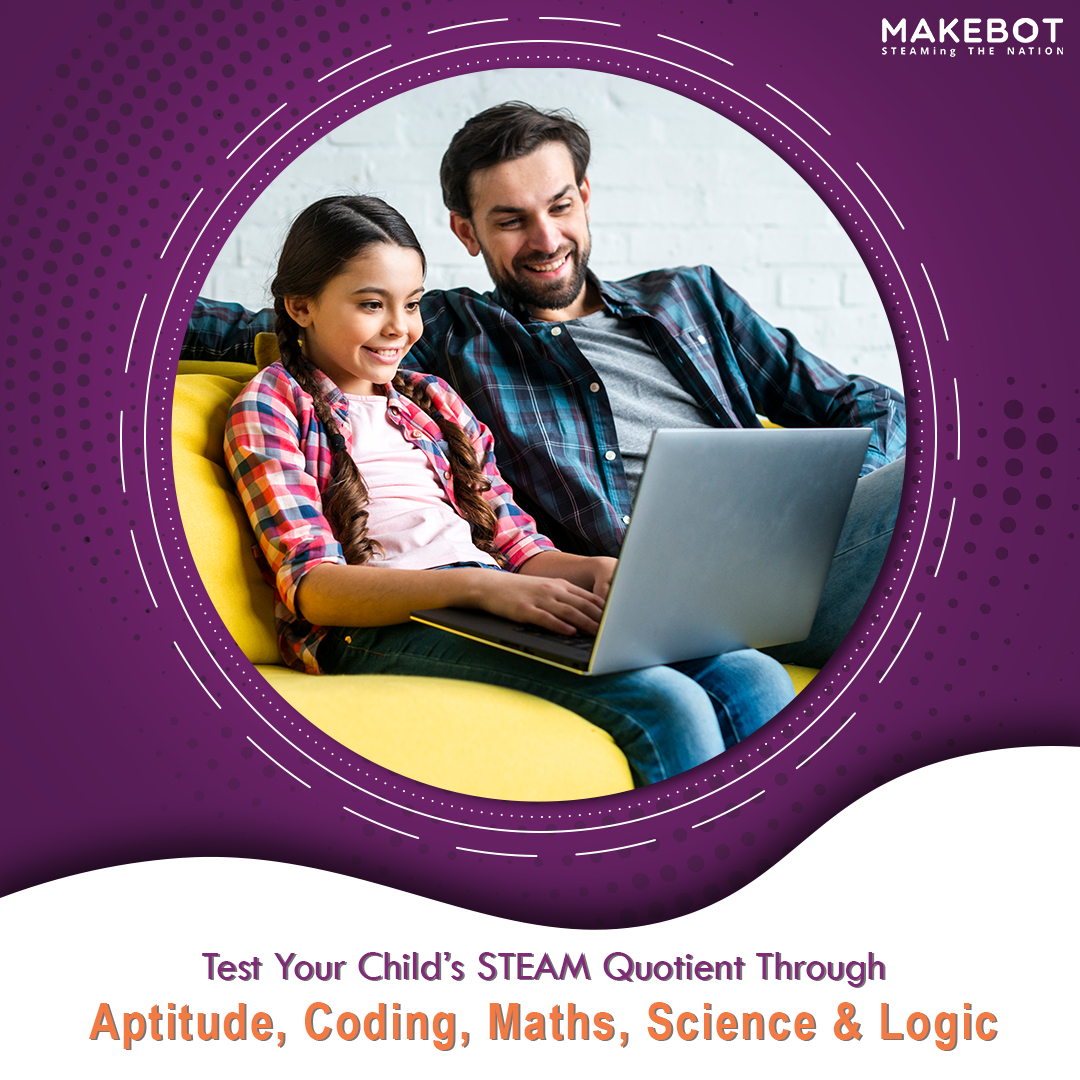 MAKEBOT
STEAMing THE NATION
Test Your Child's STEAM Quotient Through
Aptitude, Coding, Maths, Science & Logic